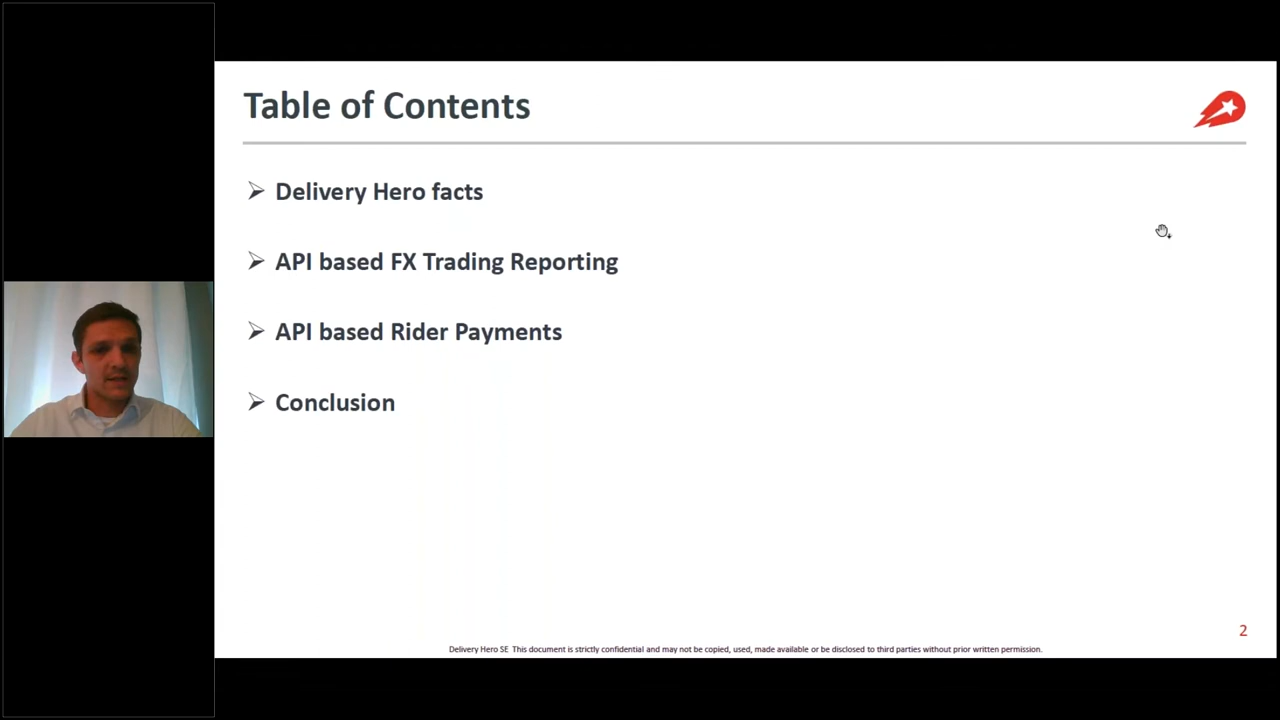 Table of Contents
Delivery Hero facts
API based FX Trading Reporting
API based Rider Payments
Conclusion
2
Delivery Hero SE This document is strictly confidential and may not be copied, used, made available or be disclosed to third parties without prior written permission.